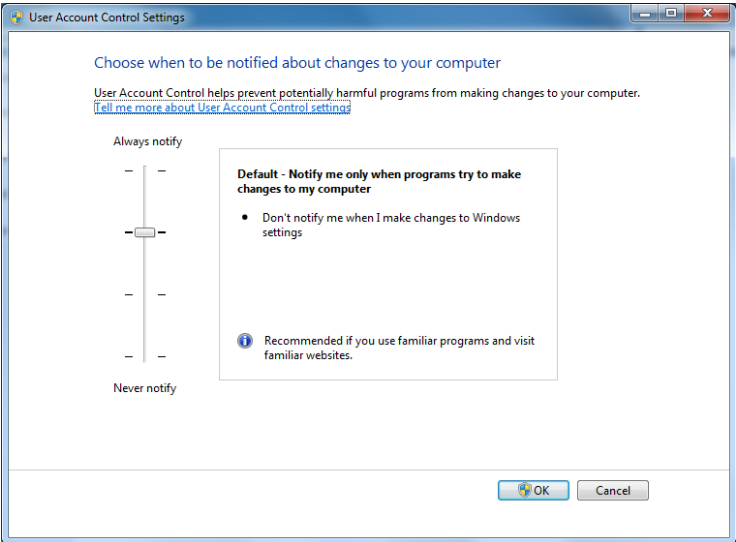 User Account Control Settings
Choose when to be notified about changes to your computer
User Account Control helps prevent potentially harmful programs from making changes to your computer.
Tell me more about User Account Control settings
Always notify
Default - Notify me only when programs try to make
changes to my computer
• Don't notify me when I make changes to Windows
settings
Recommended if you use familiar programs and visit
familiar websites.
Never notify
OK
Cancel